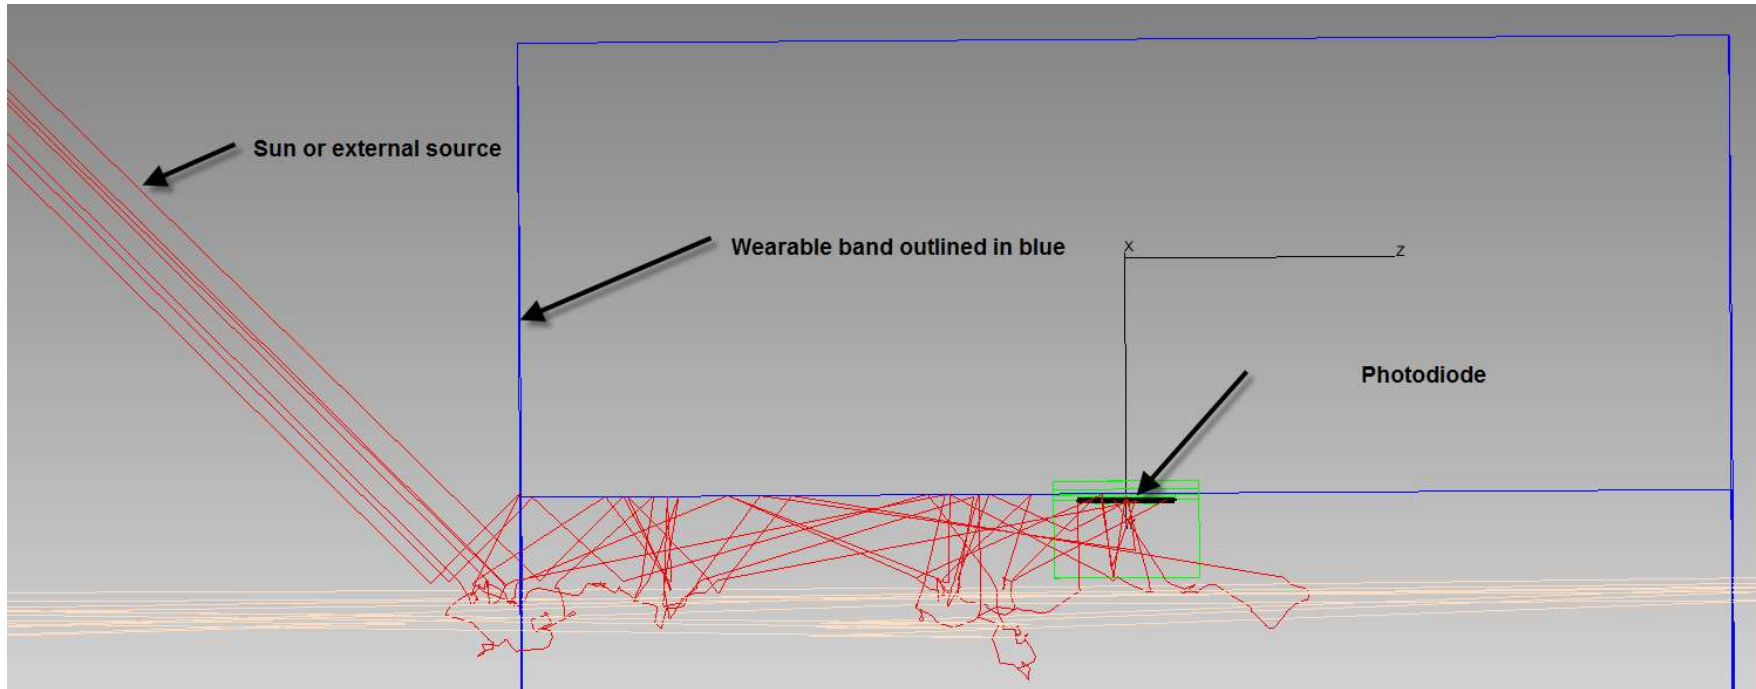 Sun or external source
Wearable band outlined in blue
X
Z
Photodiode